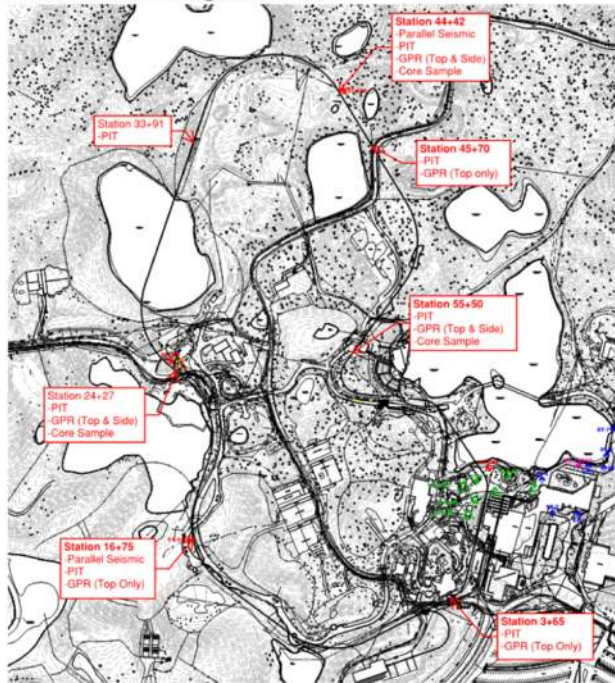 Station 44+42
-Parallel Seismic
-PIT
-GPR (Top & Side)
-Core Sample
Station 33+91
-PIT
Station 45+70
-PIT
-GPR (Top only)
Station 55+50
-PIT
-GPR (Top & Side)
-Core Sample
Station 24+27
-PIT
-GPR (Top & Side)
-Core Sample
Station 16+75
-Parallel Seismic
-PIT
-GPR (Top Only)
Station 3+65
-PIT
-GPR (Top Only)